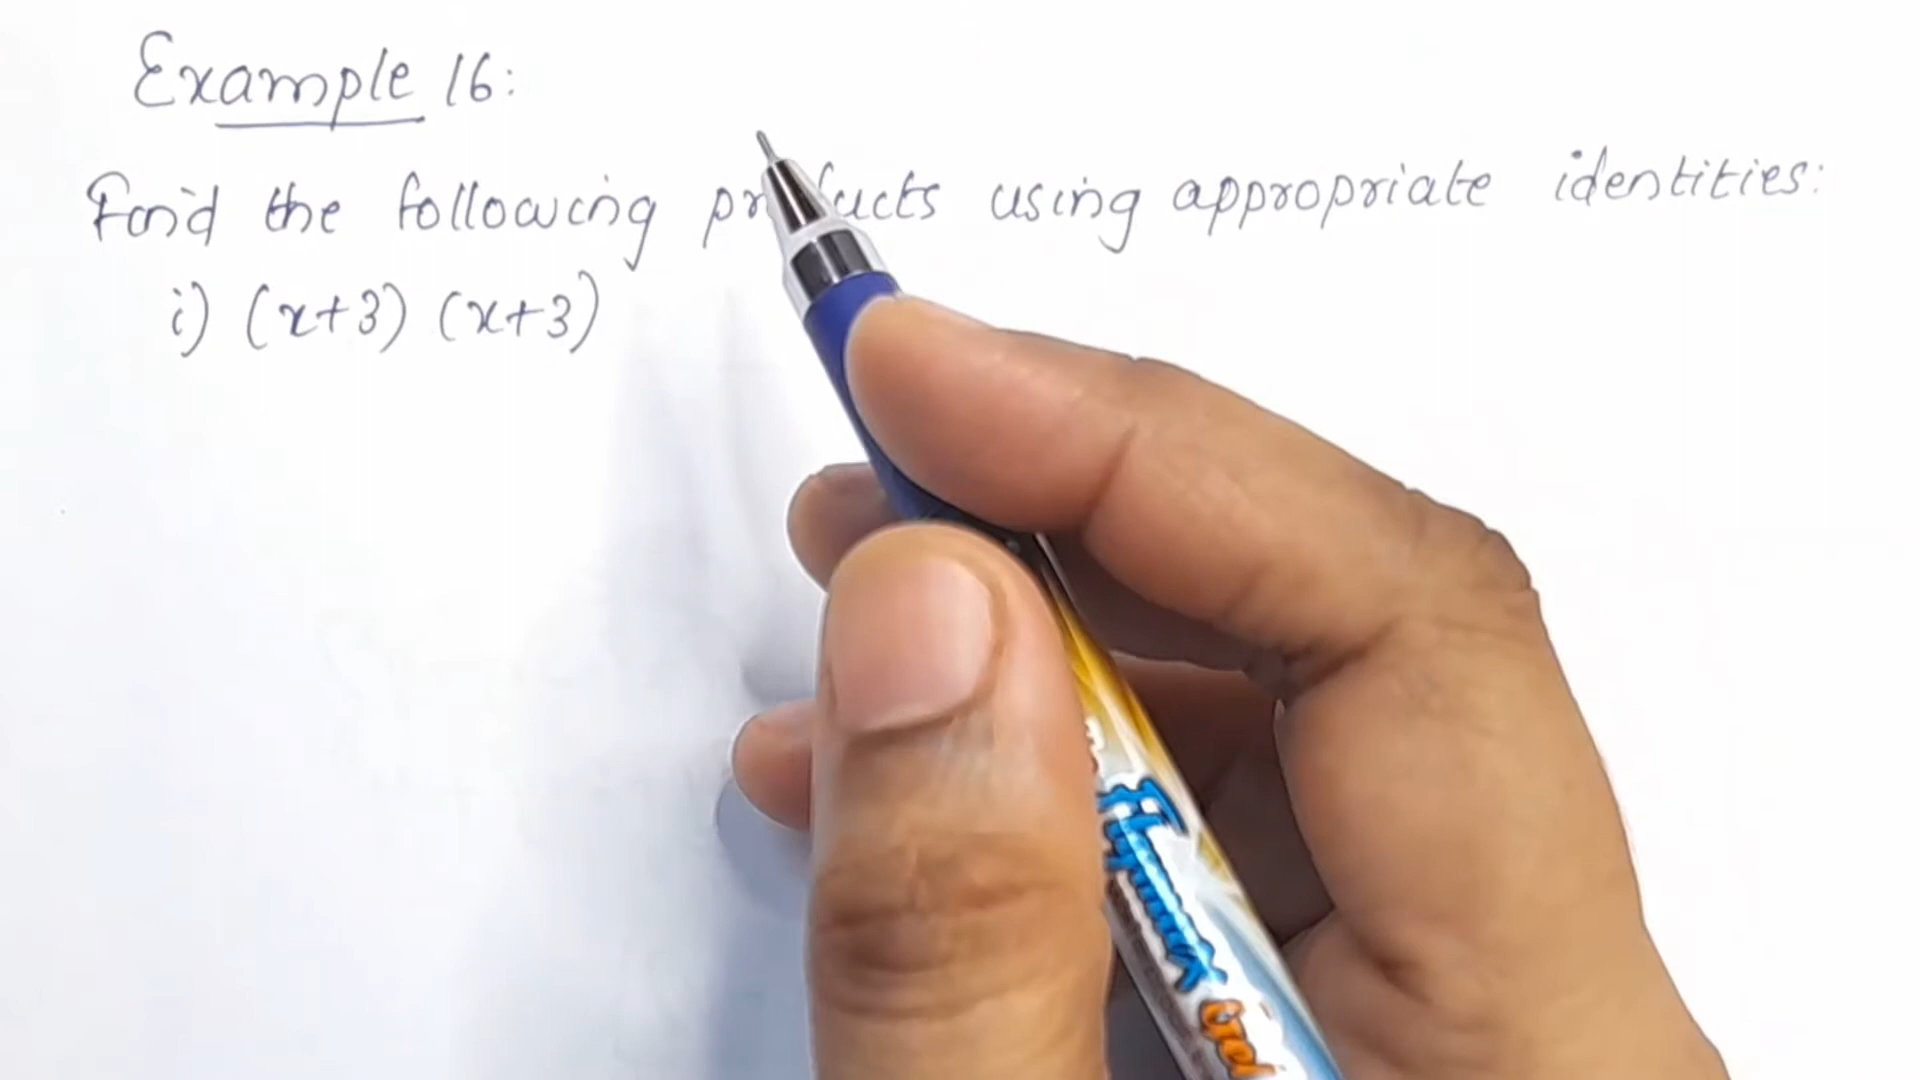 Example 16:
Find the following products using appropriate identities:
i) (x+3) (x+3)